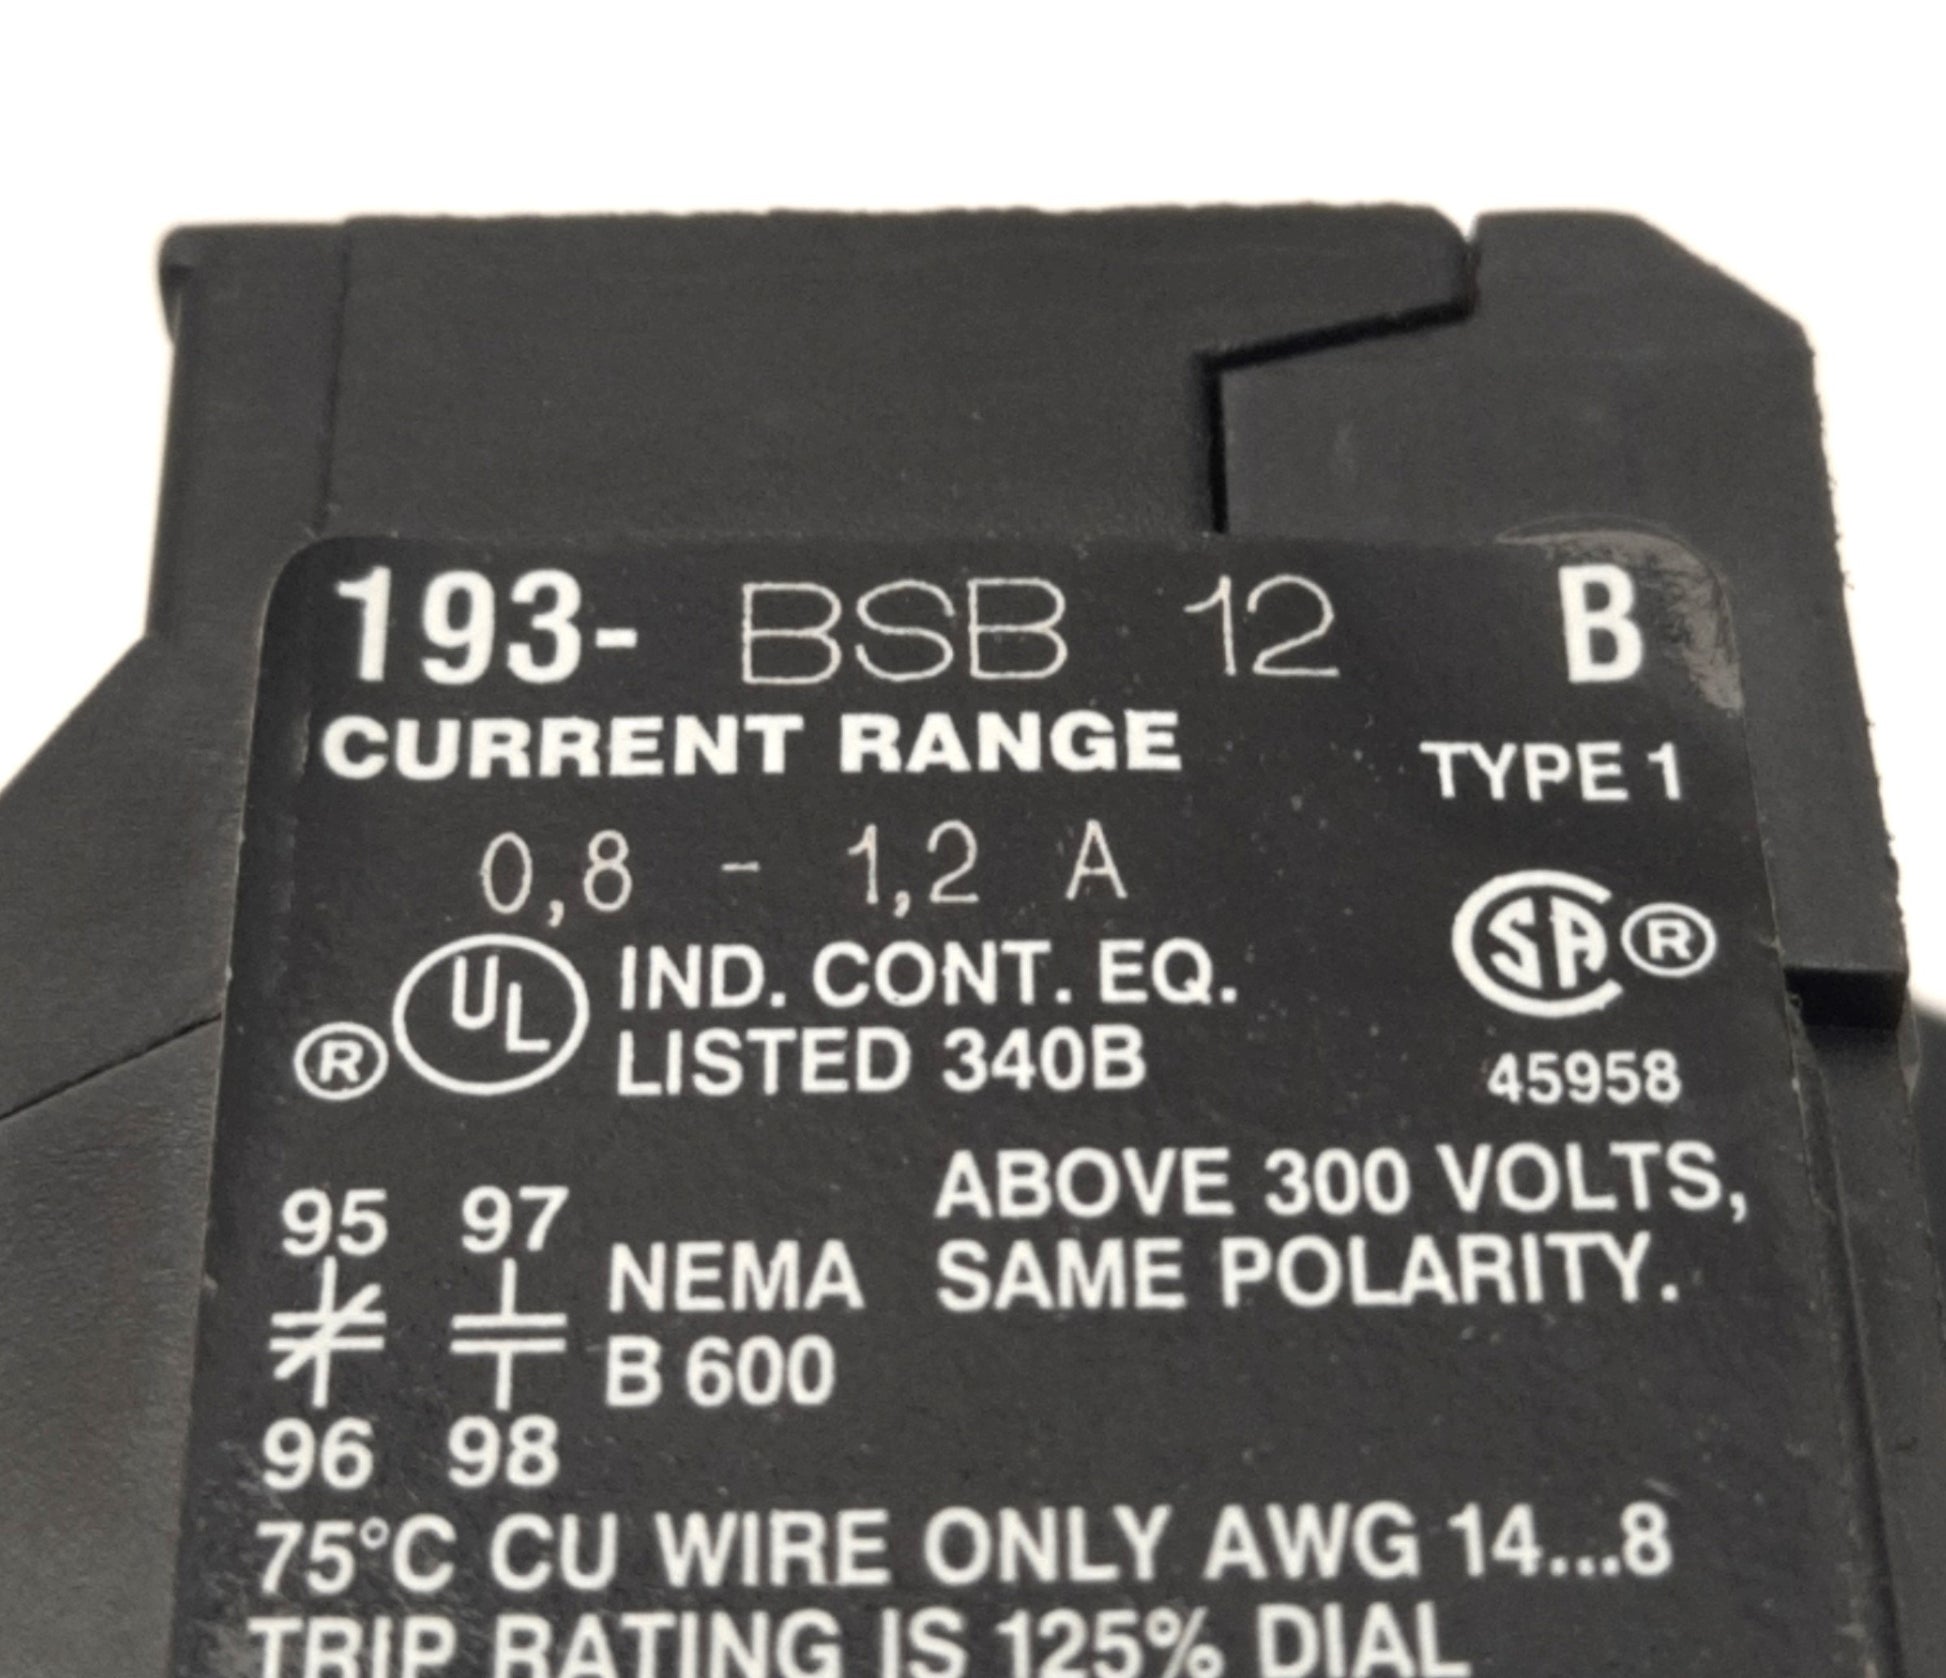 193- BSB 12 B
CURRENT RANGE
TYPE 1
0,8 - 1,2 A
® UL IND. CONT. EQ.
LISTED 340B
SA ®
45958
ABOVE 300 VOLTS,
SAME POLARITY.
95 97
NEMA
B 600
96 98
75°C CU WIRE ONLY AWG 14...8
TRIP RATING IS 125% DIAL